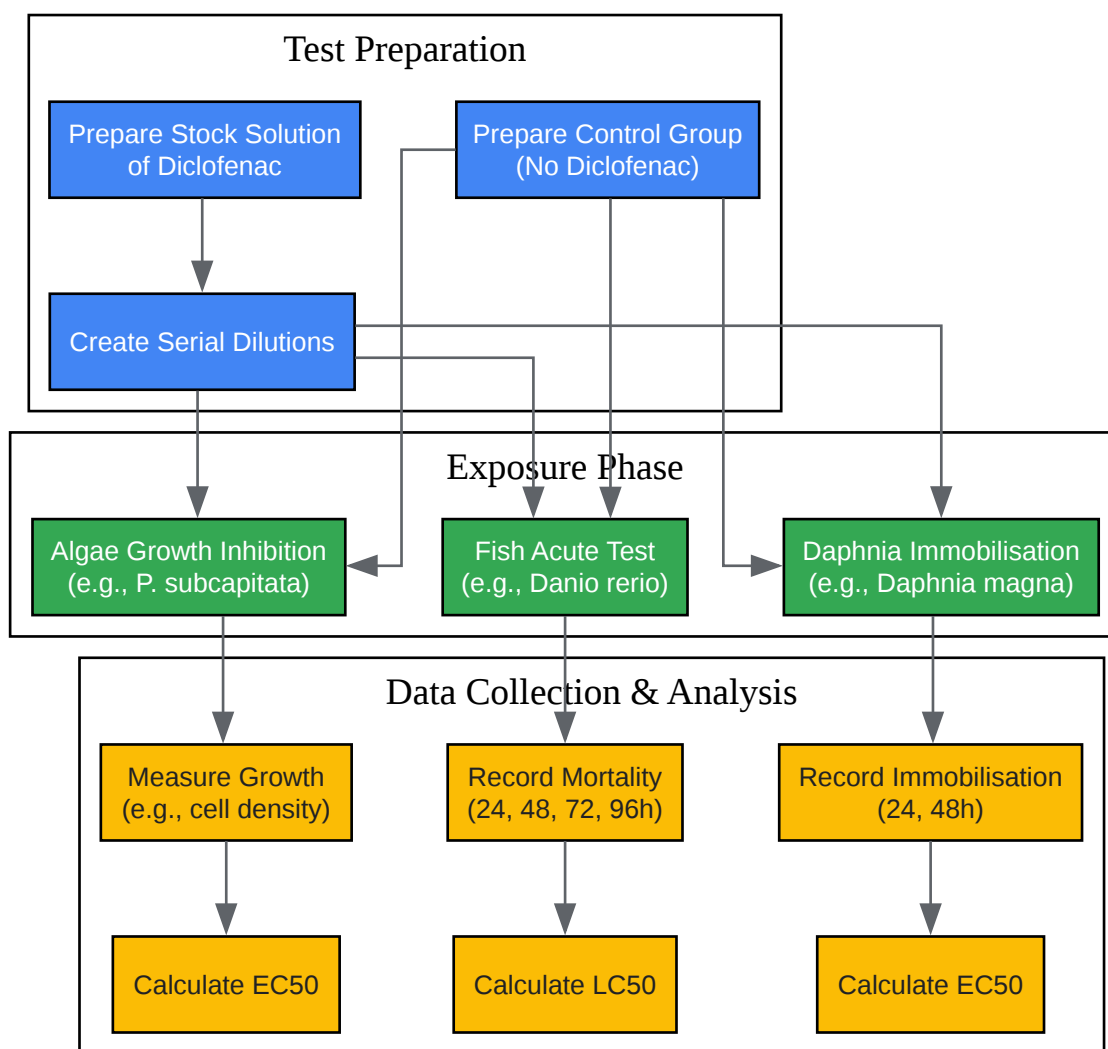 Test Preparation
Prepare Stock Solution
of Diclofenac
Prepare Control Group
(No Diclofenac)
Create Serial Dilutions
Exposure Phase
Algae Growth Inhibition
(e.g., P. subcapitata)
Fish Acute Test
(e.g., Danio rerio)
Daphnia Immobilisation
(e.g., Daphnia magna)
Data Collection & Analysis
Measure Growth
(e.g., cell density)
Record Mortality
(24, 48, 72, 96h)
Record Immobilisation
(24, 48h)
Calculate EC50
Calculate LC50
Calculate EC50